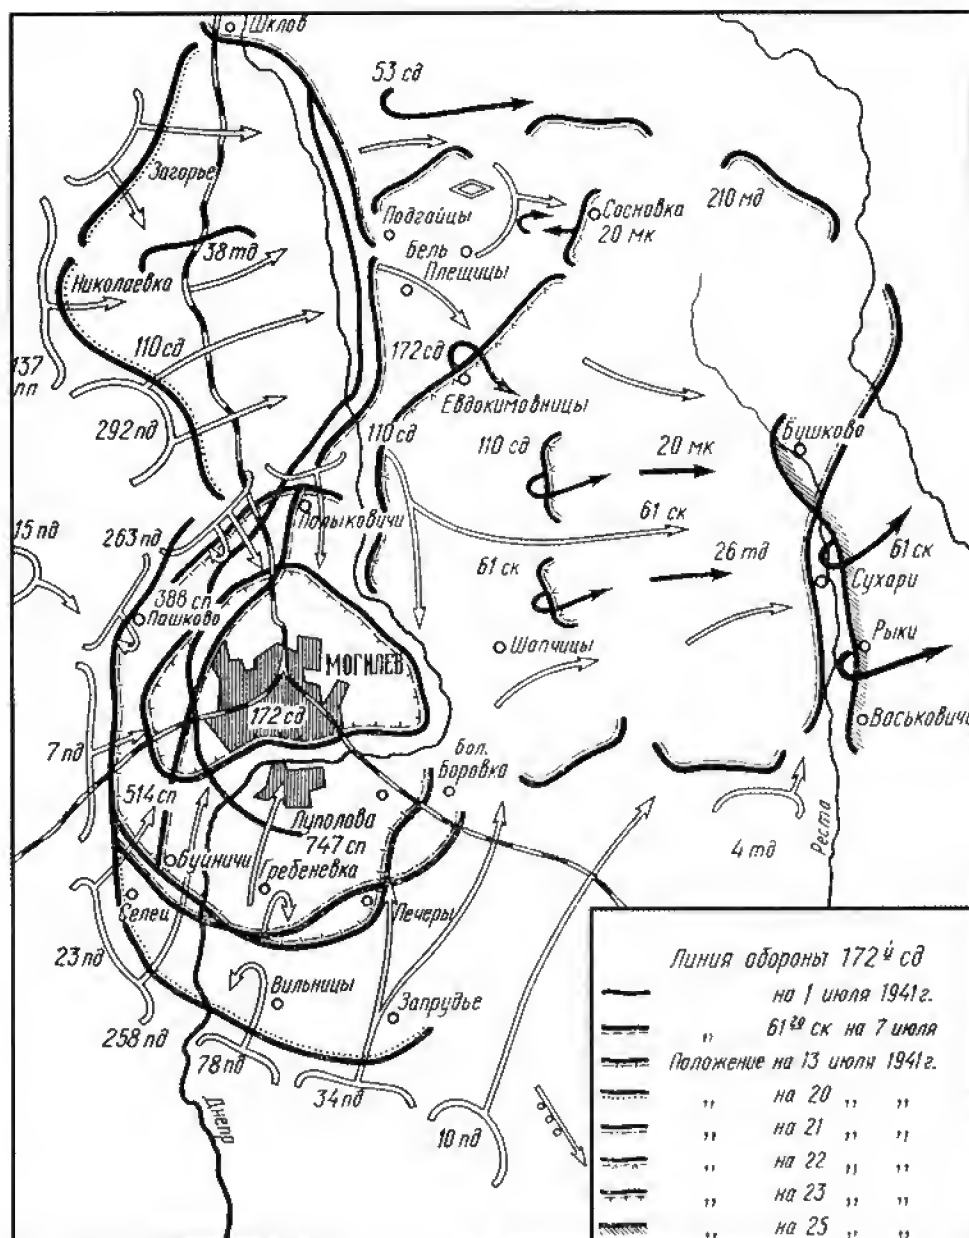 Шклов
53 сд
Загорье
Подгайцы
Сосновка
20 мк
210 мд
38 тд
Бель
Плещицы
Николаевка
172 сд
110 сд
137
пп
Евдокимовницы
292 пд
110 сд
110 сд
20 мк
Бушково
61 ск
Полыковичи
15 пд
263 пд
61 ск
26 тд
61 ск
388 сп
Пашково
Сухари
МОГИЛЕВ
Шапчицы
Рыки
172 сд
Васьковичи
7 пд
бол.
Боровка
514 сп
Липолова
747 сп
4 тд
Реста
Буйничи
Гребеневка
Селец
Печеры
23 пд
Вильницы
Запрудье
258 пд
78 пд
34 пд
10 пд
Днепр
Линия обороны 172й сд
на 1 июля 1941г.
,, 61го ск на 7 июля
Положение на 13 июля 1941г.
,, на 20 ,, ,,
,, на 21 ,, ,,
,, на 22 ,, ,,
,, на 23 ,, ,,
,, на 25 ,, ,,